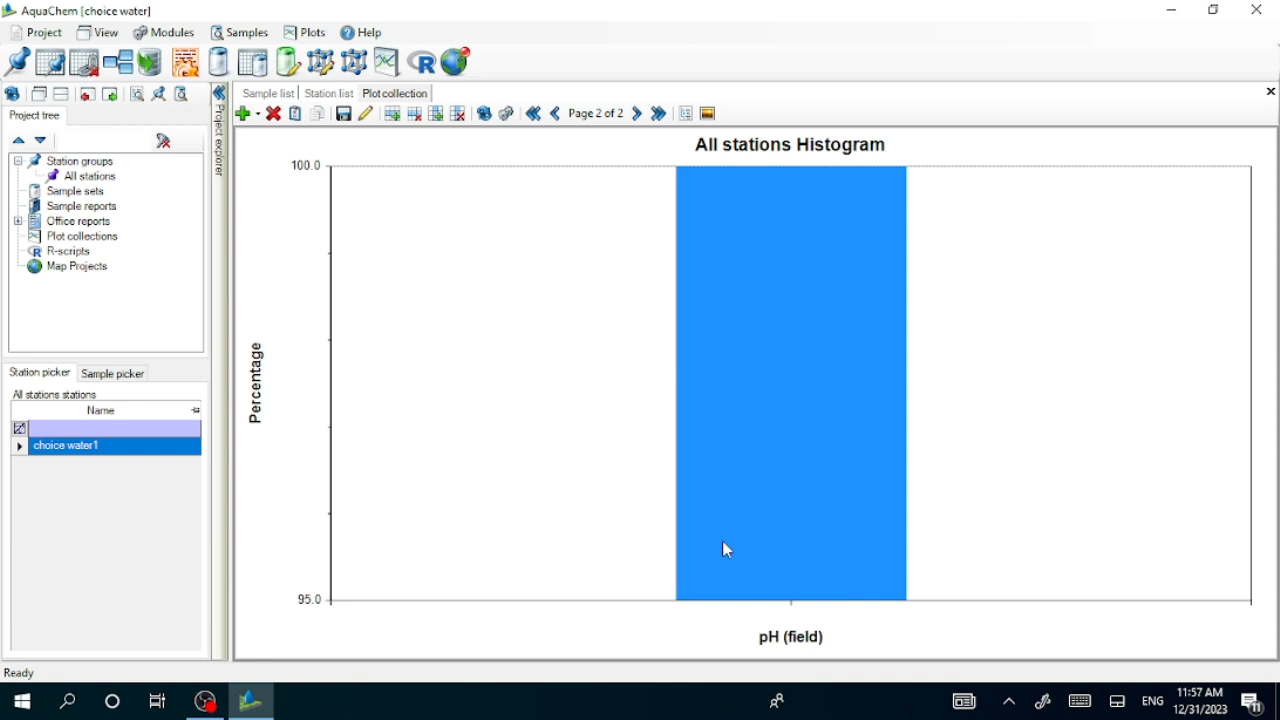 AquaChem [choice water]
Project View Modules Samples Plots Help
Sample list Station list Plot collection
Project tree
Page 2 of 2
Project explorer
Station groups
All stations
Sample sets
Sample reports
Office reports
Plot collections
R-scripts
Map Projects
Station picker Sample picker
All stations stations
Name
choice water1
All stations Histogram
100.0
Percentage
95.0
pH (field)
Ready
ENG
11:57 AM
12/31/2023
11